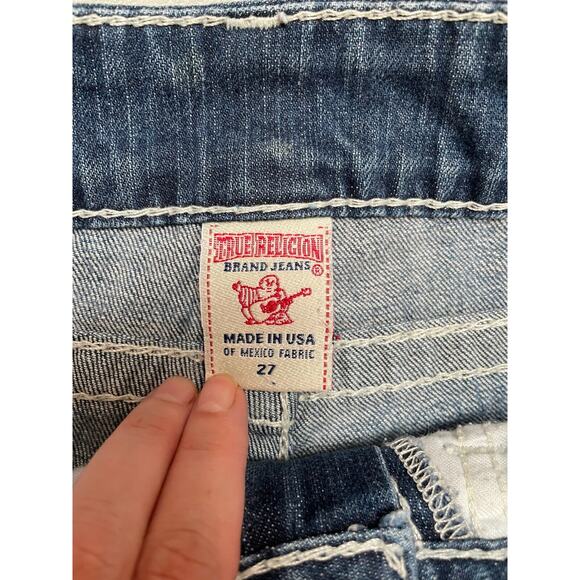 TRUE RELIGION
BRAND JEANS®
MADE IN USA
OF MEXICO FABRIC
27